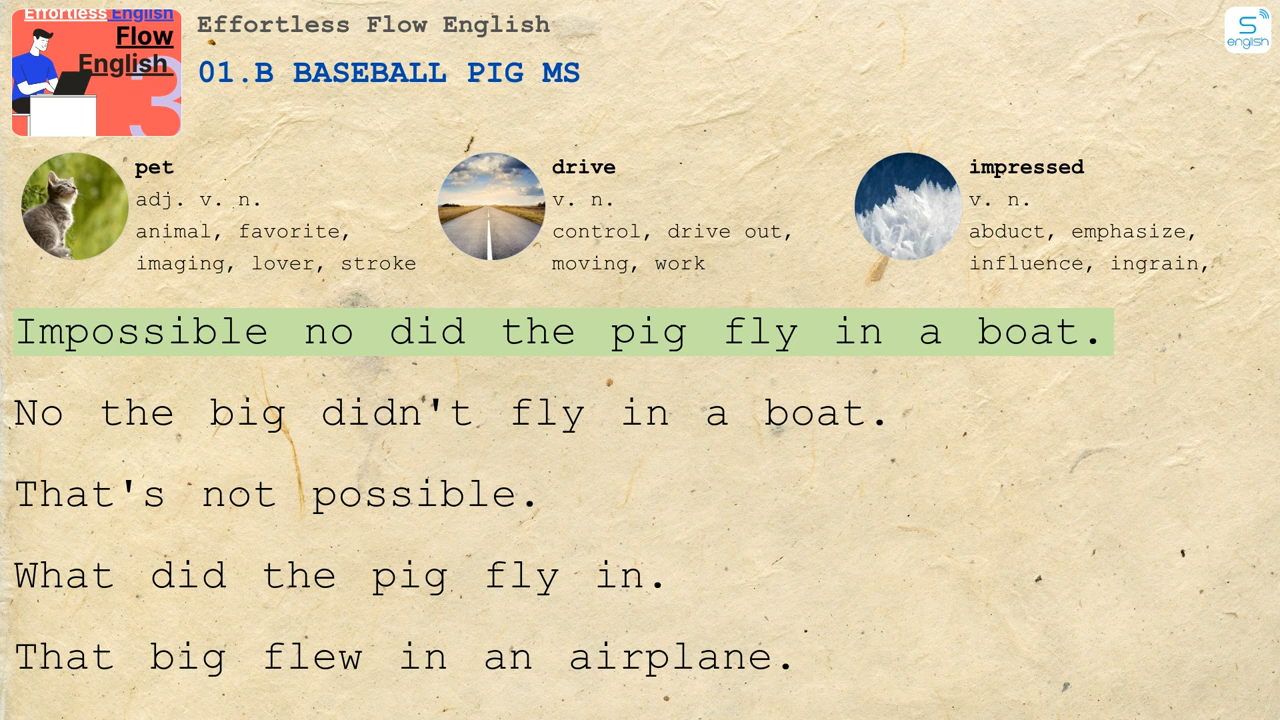 Effortless English
Flow
English
3
Effortless Flow English
01.B BASEBALL PIG MS
S
english
pet
adj. v. n.
animal, favorite,
imaging, lover, stroke
drive
v. n.
control, drive out,
moving, work
impressed
v. n.
abduct, emphasize,
influence, ingrain,
Impossible no did the pig fly in a boat.
No the big didn't fly in a boat.
That's not possible.
What did the pig fly in.
That big flew in an airplane.